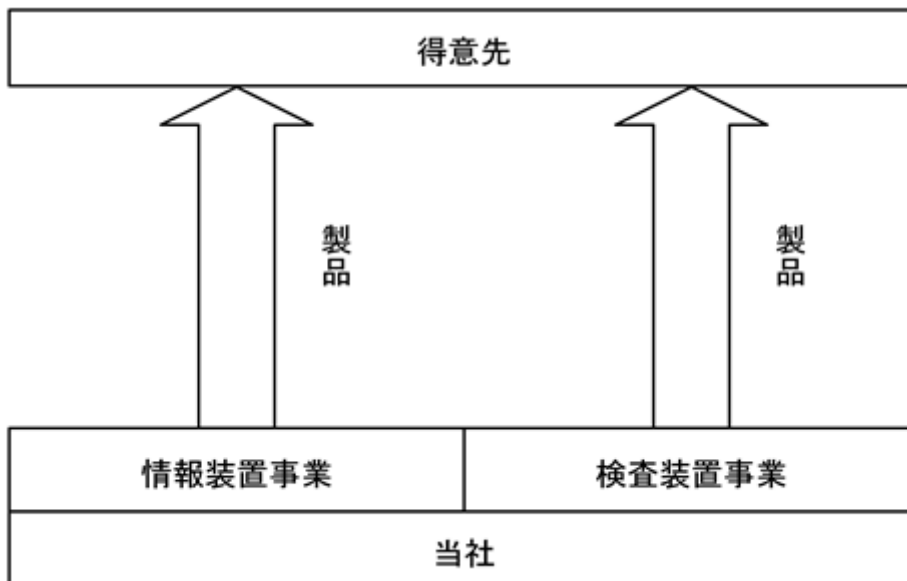 得意先
製品
製品
情報装置事業
検査装置事業
当社